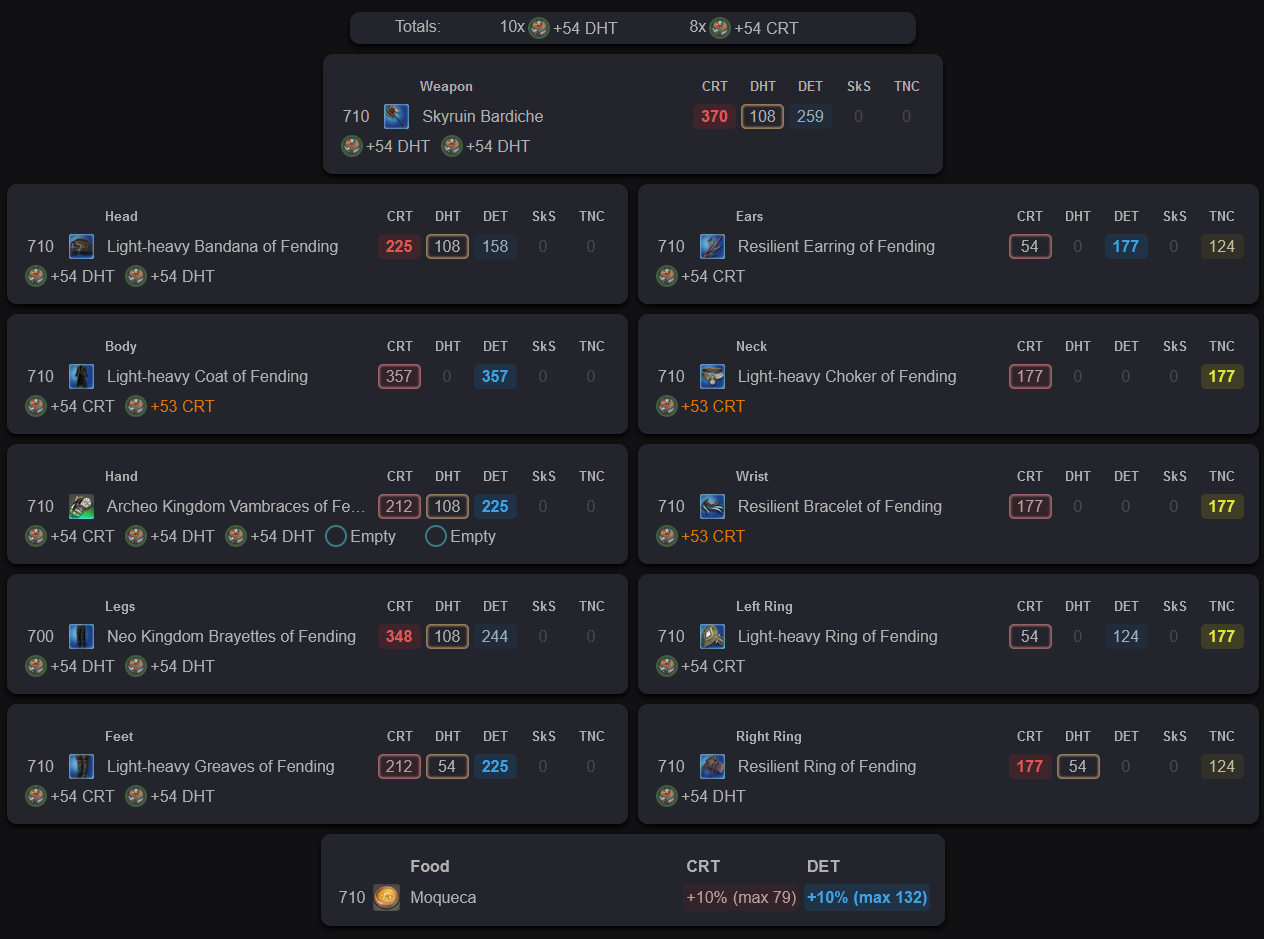 Totals: 10x +54 DHT 8x +54 CRT
Weapon CRT DHT DET SkS TNC
710 Skyruin Bardiche 370 108 259 0 0
+54 DHT +54 DHT
Head CRT DHT DET SkS TNC
710 Light-heavy Bandana of Fending 225 108 158 0 0
+54 DHT +54 DHT
Ears CRT DHT DET SkS TNC
710 Resilient Earring of Fending 54 0 177 0 124
+54 CRT
Body CRT DHT DET SkS TNC
710 Light-heavy Coat of Fending 357 0 357 0 0
+54 CRT +53 CRT
Neck CRT DHT DET SkS TNC
710 Light-heavy Choker of Fending 177 0 0 0 177
+53 CRT
Hand CRT DHT DET SkS TNC
710 Archeo Kingdom Vambraces of Fe… 212 108 225 0 0
+54 CRT +54 DHT +54 DHT Empty Empty
Wrist CRT DHT DET SkS TNC
710 Resilient Bracelet of Fending 177 0 0 0 177
+53 CRT
Legs CRT DHT DET SkS TNC
700 Neo Kingdom Brayettes of Fending 348 108 244 0 0
+54 DHT +54 DHT
Left Ring CRT DHT DET SkS TNC
710 Light-heavy Ring of Fending 54 0 124 0 177
+54 CRT
Feet CRT DHT DET SkS TNC
710 Light-heavy Greaves of Fending 212 54 225 0 0
+54 CRT +54 DHT
Right Ring CRT DHT DET SkS TNC
710 Resilient Ring of Fending 177 54 0 0 124
+54 DHT
Food CRT DET
710 Moqueca +10% (max 79) +10% (max 132)